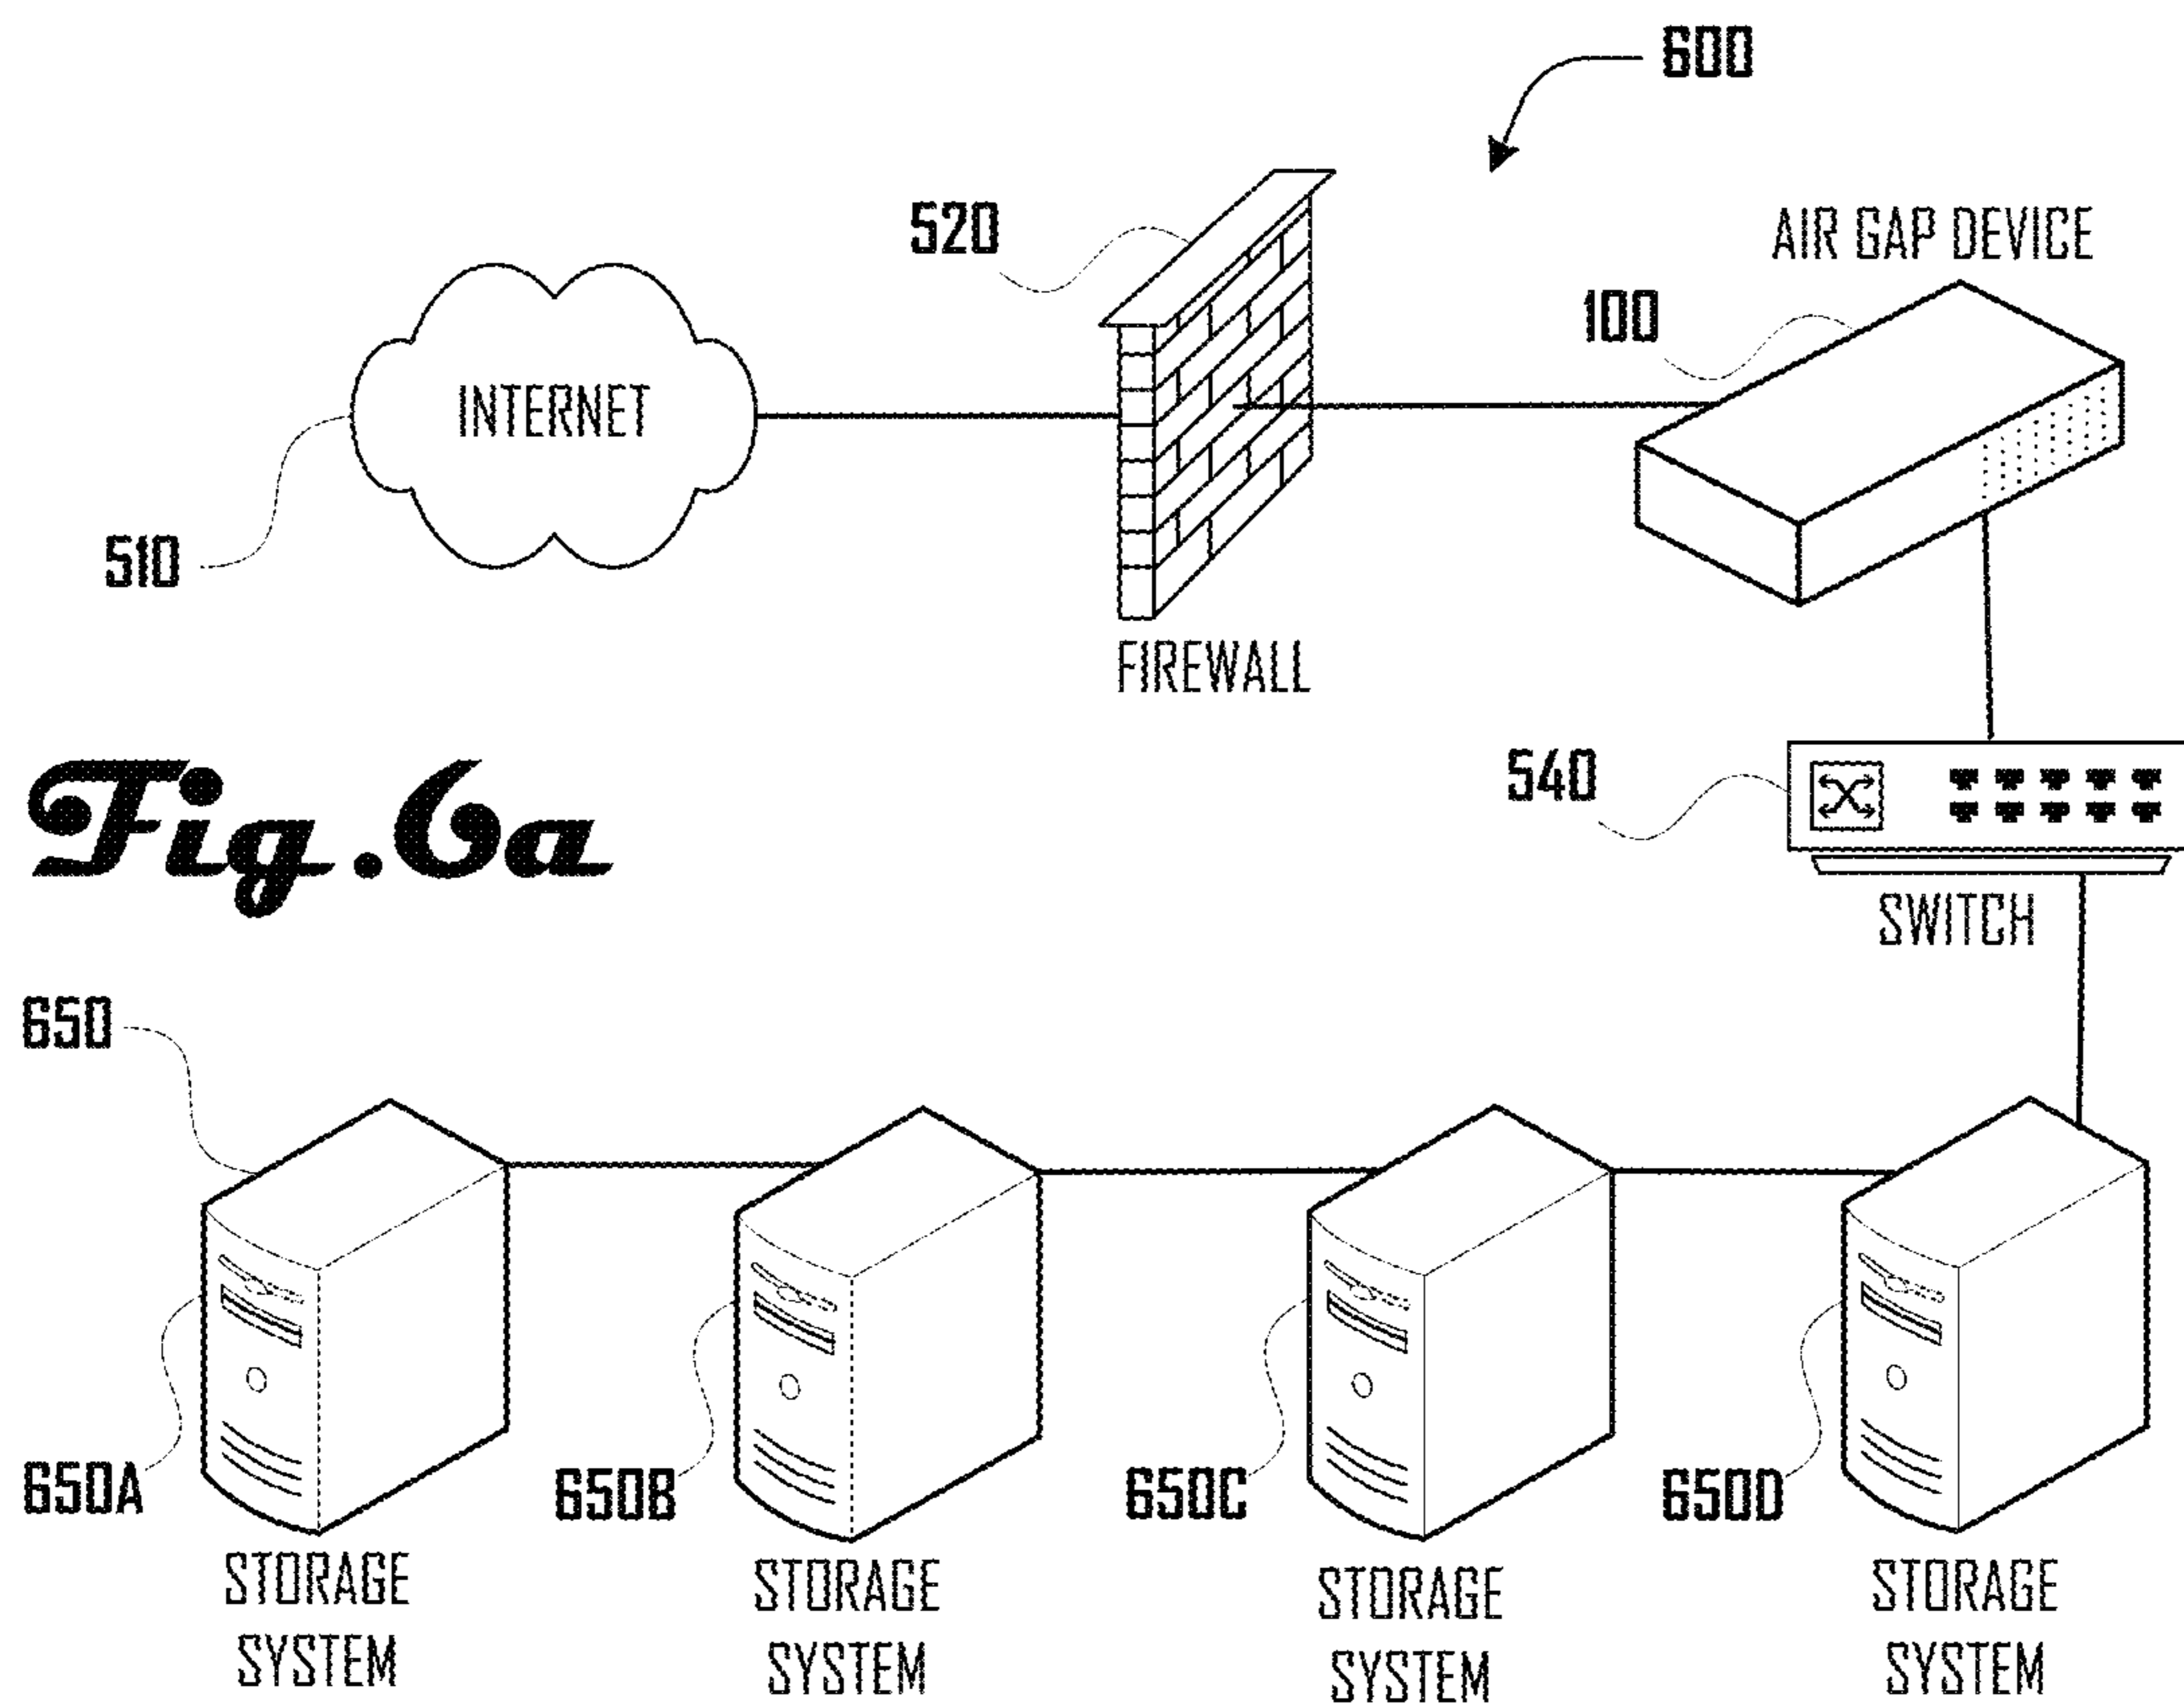 600
520
AIR GAP DEVICE
100
INTERNET
510
FIREWALL
540
Fig.6a
SWITCH
650
650A
650B
650C
650D
STORAGE
SYSTEM
STORAGE
SYSTEM
STORAGE
SYSTEM
STORAGE
SYSTEM